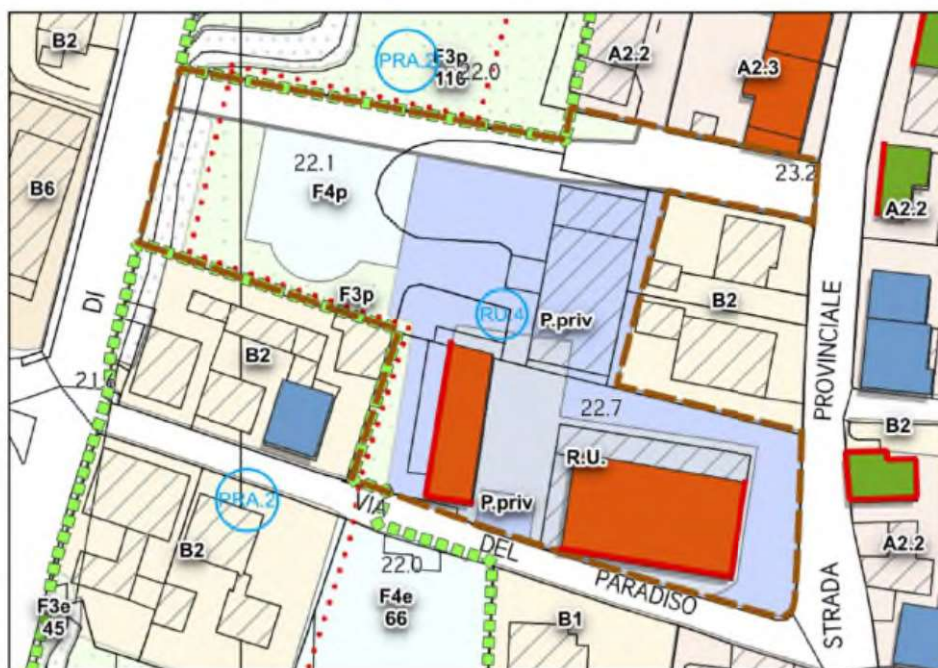 B2
PRA.2
F3p
22.0
116
A2.2
A2.3
22.1
F4p
23.2
B6
A2.2
F3p
DI
B2
RU.4
P.priv
B2
PROVINCIALE
22.7
B2
R.U.
PRA.2
VIA
P.priv
B2
DEL
A2.2
22.0
PARADISO
STRADA
F3e
45
F4e
66
B1